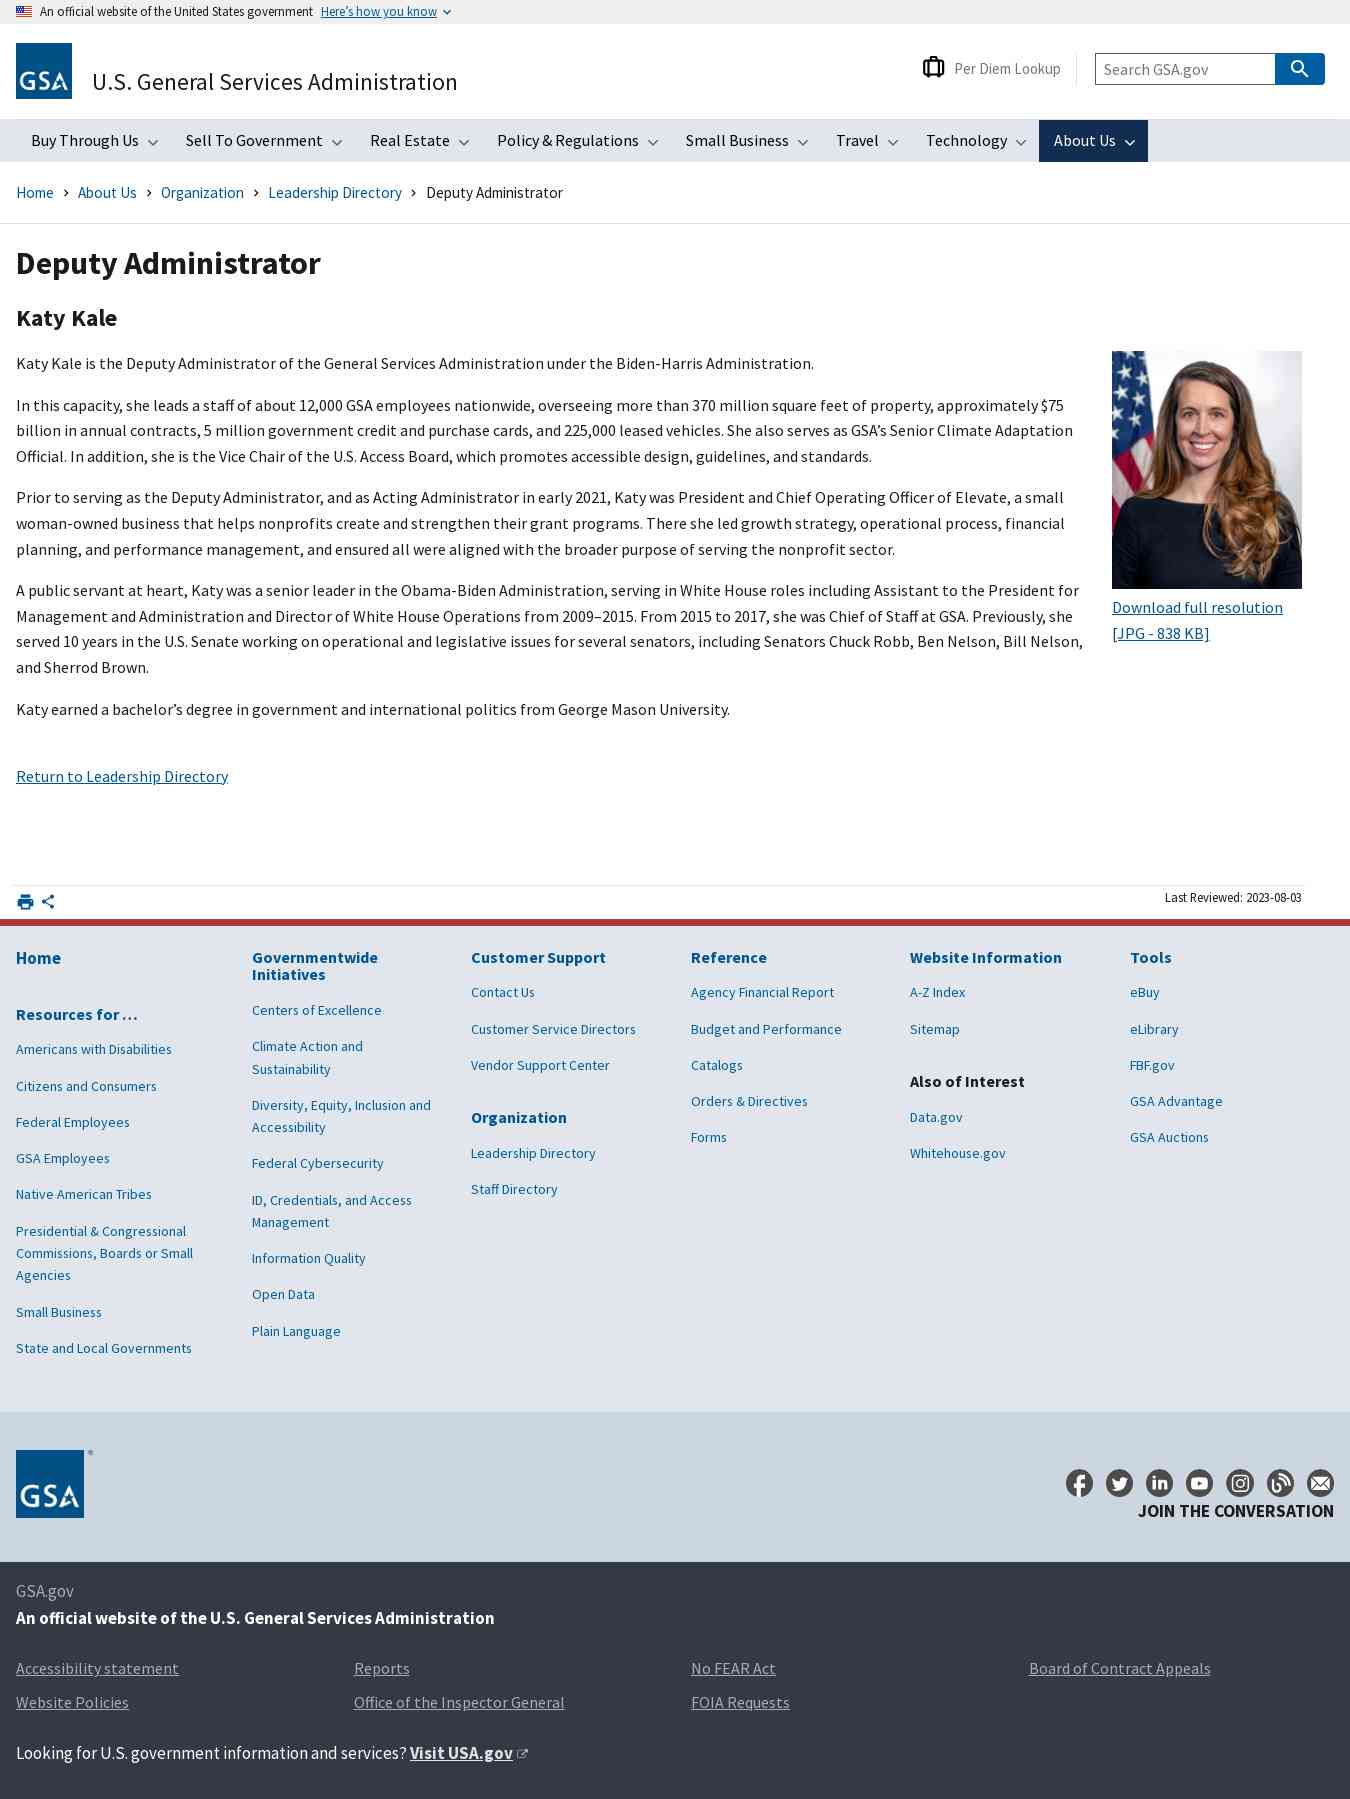 An official website of the United States government Here’s how you know
GSA
U.S. General Services Administration
Per Diem Lookup
Search GSA.gov
Buy Through Us Sell To Government Real Estate Policy & Regulations Small Business Travel Technology About Us
Home About Us Organization Leadership Directory Deputy Administrator
Deputy Administrator
Katy Kale
Katy Kale is the Deputy Administrator of the General Services Administration under the Biden-Harris Administration.
In this capacity, she leads a staff of about 12,000 GSA employees nationwide, overseeing more than 370 million square feet of property, approximately $75
billion in annual contracts, 5 million government credit and purchase cards, and 225,000 leased vehicles. She also serves as GSA’s Senior Climate Adaptation
Official. In addition, she is the Vice Chair of the U.S. Access Board, which promotes accessible design, guidelines, and standards.
Prior to serving as the Deputy Administrator, and as Acting Administrator in early 2021, Katy was President and Chief Operating Officer of Elevate, a small
woman-owned business that helps nonprofits create and strengthen their grant programs. There she led growth strategy, operational process, financial
planning, and performance management, and ensured all were aligned with the broader purpose of serving the nonprofit sector.
A public servant at heart, Katy was a senior leader in the Obama-Biden Administration, serving in White House roles including Assistant to the President for
Management and Administration and Director of White House Operations from 2009–2015. From 2015 to 2017, she was Chief of Staff at GSA. Previously, she
served 10 years in the U.S. Senate working on operational and legislative issues for several senators, including Senators Chuck Robb, Ben Nelson, Bill Nelson,
and Sherrod Brown.
Katy earned a bachelor’s degree in government and international politics from George Mason University.
Download full resolution
[JPG - 838 KB]
Return to Leadership Directory
Last Reviewed: 2023-08-03
Home
Resources for …
Americans with Disabilities
Citizens and Consumers
Federal Employees
GSA Employees
Native American Tribes
Presidential & Congressional
Commissions, Boards or Small
Agencies
Small Business
State and Local Governments
Governmentwide
Initiatives
Centers of Excellence
Climate Action and
Sustainability
Diversity, Equity, Inclusion and
Accessibility
Federal Cybersecurity
ID, Credentials, and Access
Management
Information Quality
Open Data
Plain Language
Customer Support
Contact Us
Customer Service Directors
Vendor Support Center
Organization
Leadership Directory
Staff Directory
Reference
Agency Financial Report
Budget and Performance
Catalogs
Orders & Directives
Forms
Website Information
A-Z Index
Sitemap
Also of Interest
Data.gov
Whitehouse.gov
Tools
eBuy
eLibrary
FBF.gov
GSA Advantage
GSA Auctions
GSA
JOIN THE CONVERSATION
GSA.gov
An official website of the U.S. General Services Administration
Accessibility statement Reports No FEAR Act Board of Contract Appeals
Website Policies Office of the Inspector General FOIA Requests
Looking for U.S. government information and services? Visit USA.gov